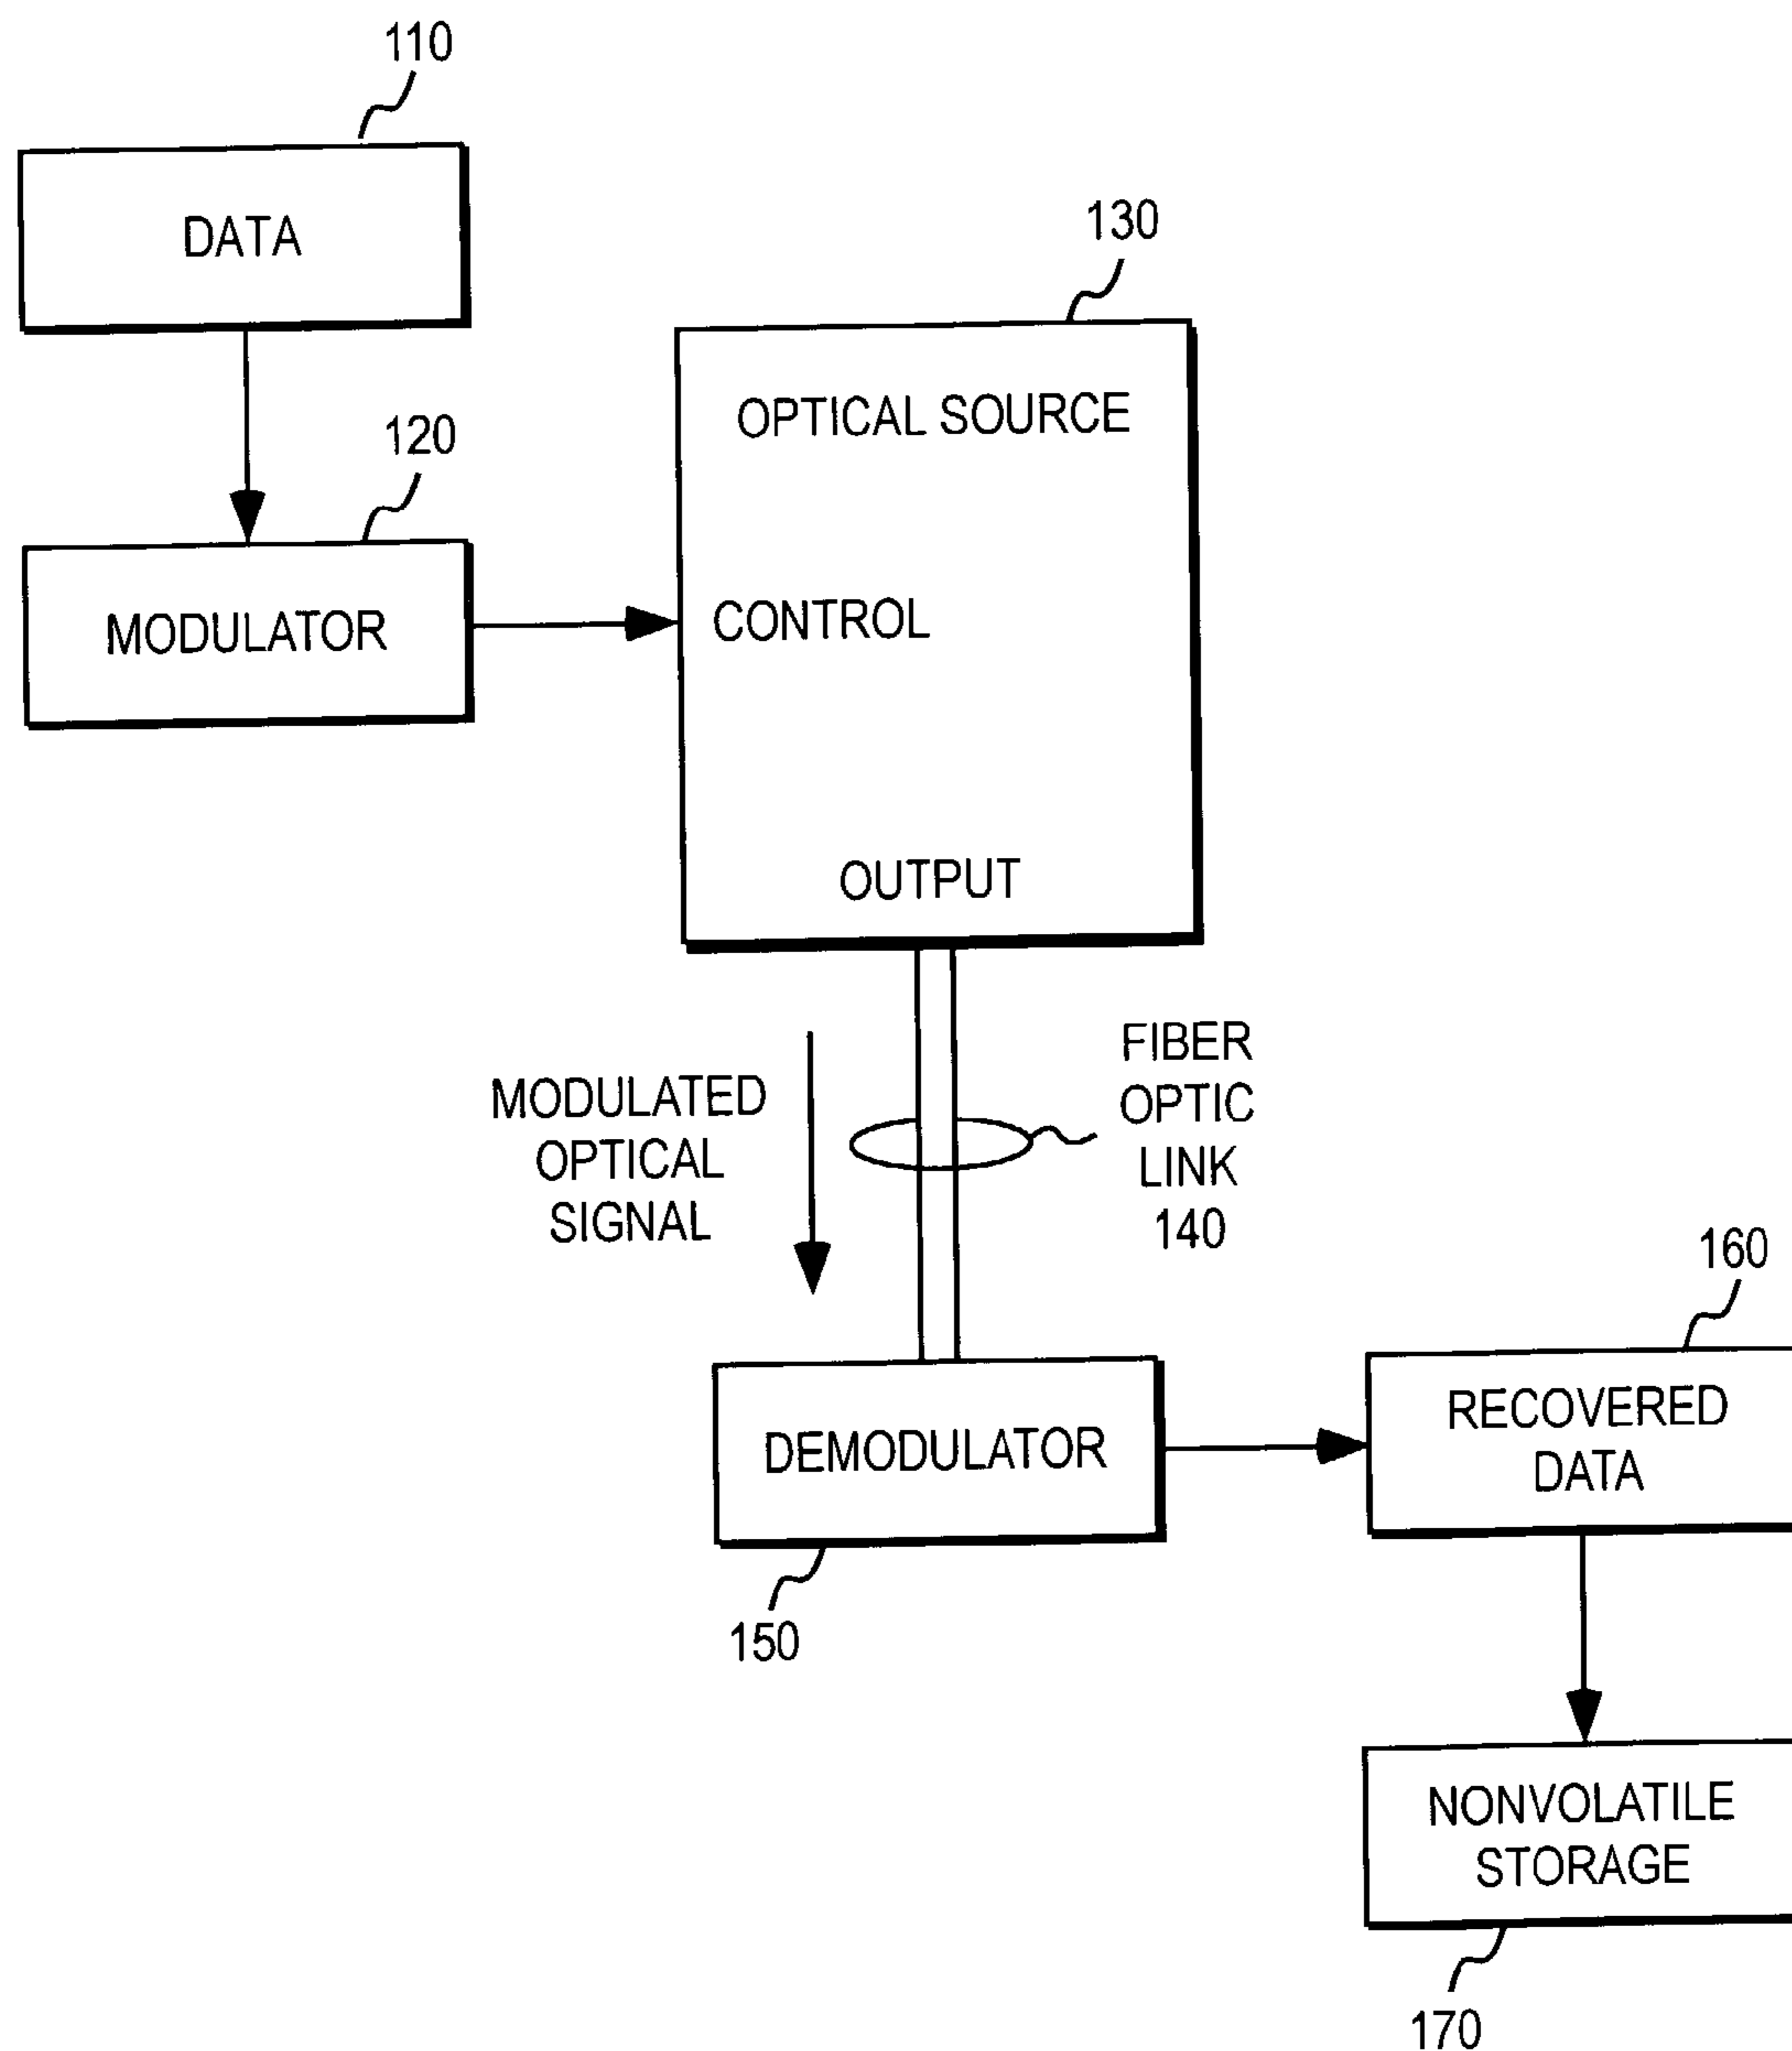 110
DATA
130
OPTICAL SOURCE
120
MODULATOR
CONTROL
OUTPUT
MODULATED
OPTICAL
SIGNAL
FIBER
OPTIC
LINK
140
160
DEMODULATOR
RECOVERED
DATA
150
NONVOLATILE
STORAGE
170